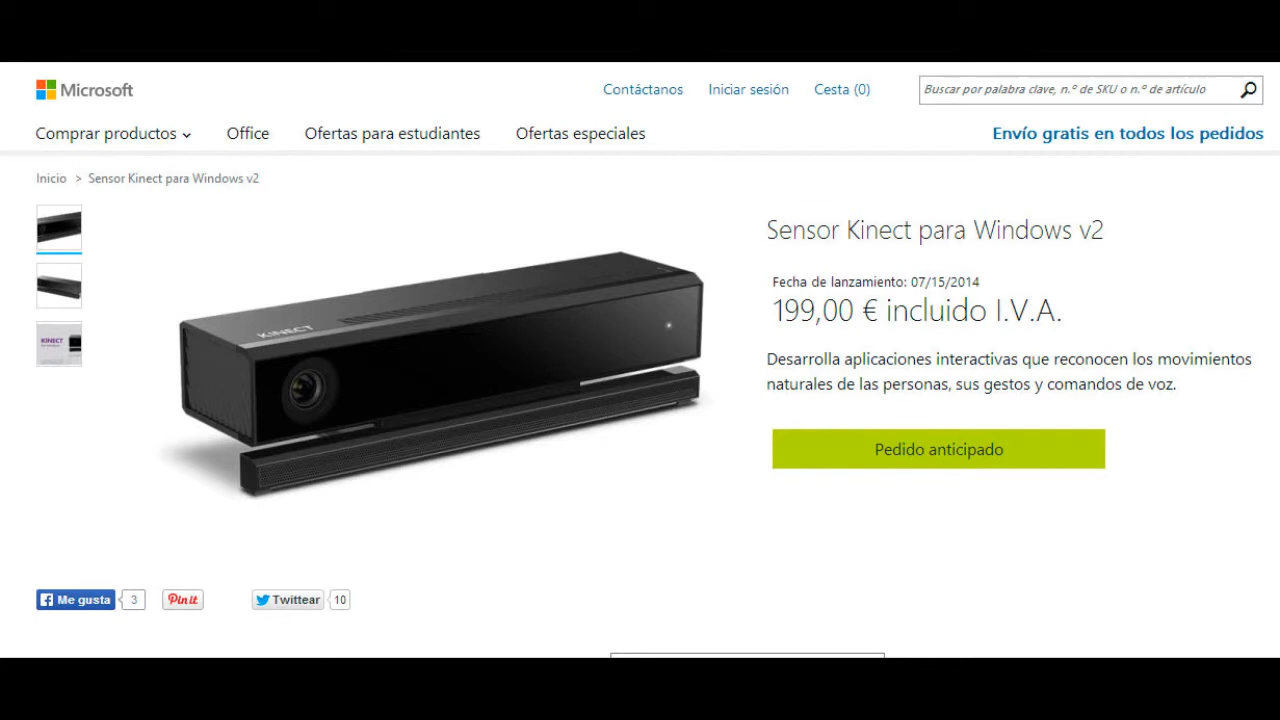 Microsoft
Contáctanos
Iniciar sesión
Cesta (0)
Buscar por palabra clave, n.º de SKU o n.º de artículo
Comprar productos
Office
Ofertas para estudiantes
Ofertas especiales
Envío gratis en todos los pedidos
Inicio > Sensor Kinect para Windows v2
KINECT
KINECT
Sensor Kinect para Windows v2
Fecha de lanzamiento: 07/15/2014
199,00 € incluido I.V.A.
Desarrolla aplicaciones interactivas que reconocen los movimientos
naturales de las personas, sus gestos y comandos de voz.
Pedido anticipado
Me gusta
3
Pin it
Twittear
10